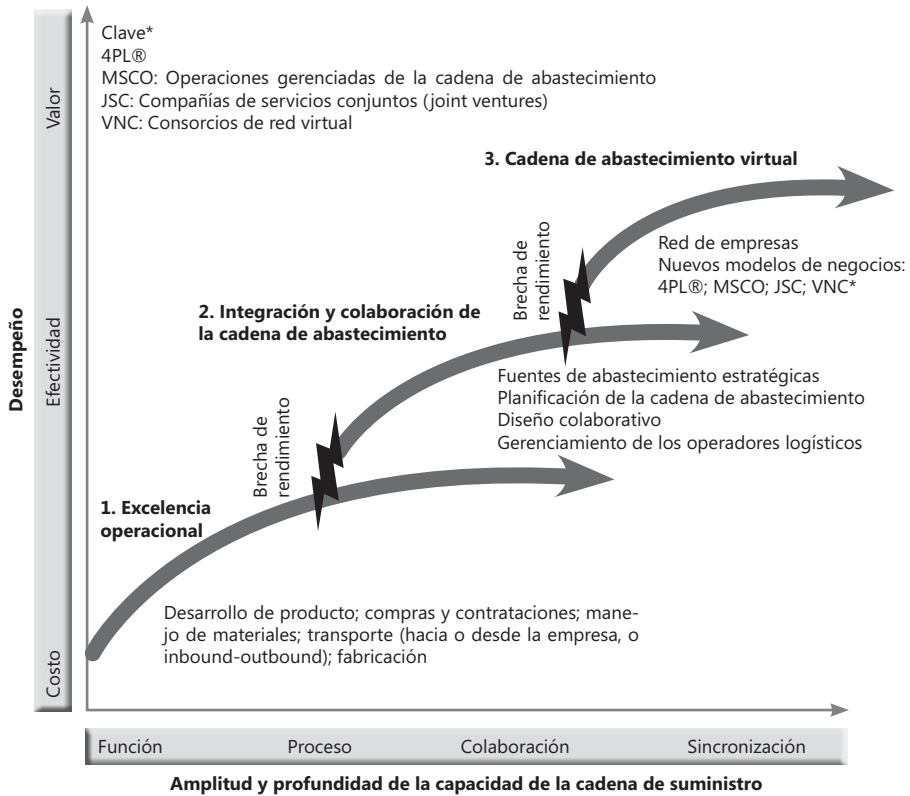 Clave*
4PL®
MSCO: Operaciones gerenciadas de la cadena de abastecimiento
JSC: Compañías de servicios conjuntos (joint ventures)
VNC: Consorcios de red virtual
3. Cadena de abastecimiento virtual
Red de empresas
Nuevos modelos de negocios:
4PL®; MSCO; JSC; VNC*
Brecha de
rendimiento
2. Integración y colaboración de
la cadena de abastecimiento
Fuentes de abastecimiento estratégicas
Planificación de la cadena de abastecimiento
Diseño colaborativo
Gerenciamiento de los operadores logísticos
Brecha de
rendimiento
1. Excelencia
operacional
Desarrollo de producto; compras y contrataciones; mane-
jo de materiales; transporte (hacia o desde la empresa, o
inbound-outbound); fabricación
Desempeño
Valor
Efectividad
Costo
Función Proceso Colaboración Sincronización
Amplitud y profundidad de la capacidad de la cadena de suministro